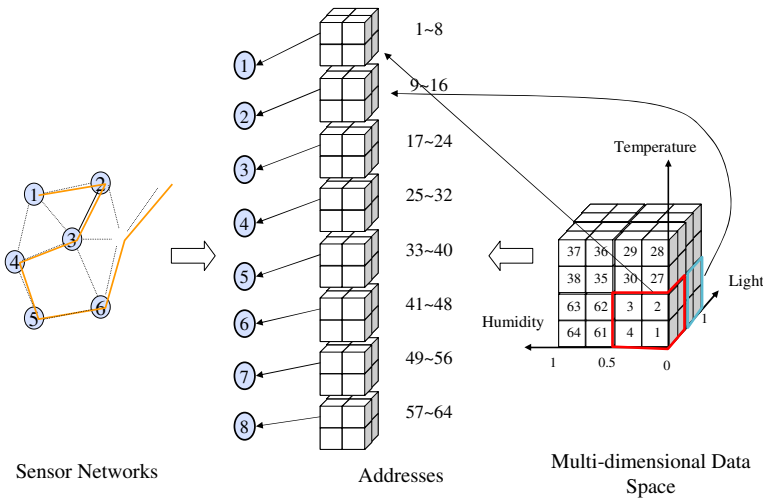 1~8
1
9~16
2
17~24
3
25~32
4
33~40
5
41~48
6
49~56
7
57~64
8
1
2
3
4
5
6
Sensor Networks
Addresses
Temperature
37 36 29 28
38 35 30 27
63 62 3 2
64 61 4 1
Light
1
Humidity
1 0.5 0
Multi-dimensional Data
Space